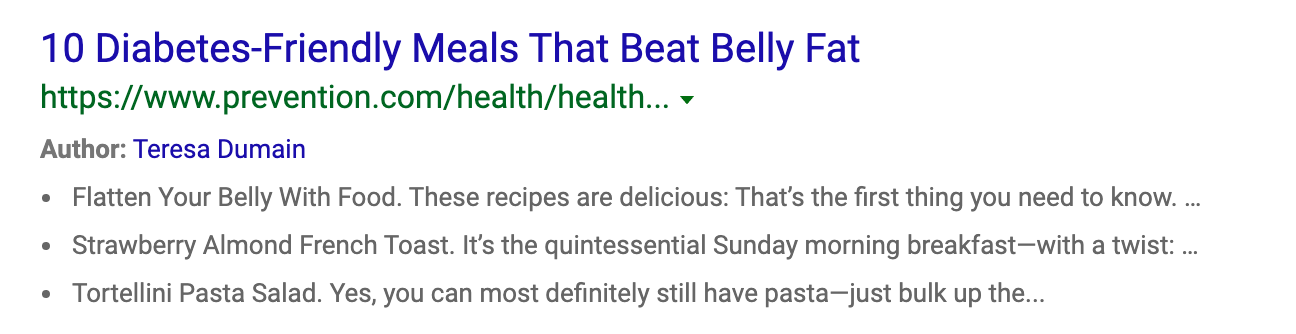 10 Diabetes-Friendly Meals That Beat Belly Fat
https://www.prevention.com/health/health...
Author: Teresa Dumain
• Flatten Your Belly With Food. These recipes are delicious: That’s the first thing you need to know. ...
• Strawberry Almond French Toast. It’s the quintessential Sunday morning breakfast—with a twist: ...
• Tortellini Pasta Salad. Yes, you can most definitely still have pasta—just bulk up the...